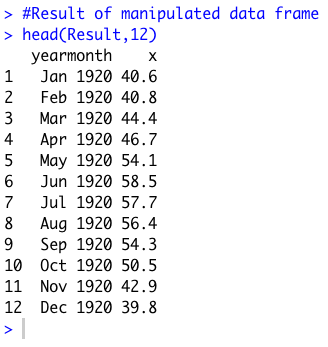 > #Result of manipulated data frame
> head(Result,12)
   yearmonth    x
1   Jan 1920 40.6
2   Feb 1920 40.8
3   Mar 1920 44.4
4   Apr 1920 46.7
5   May 1920 54.1
6   Jun 1920 58.5
7   Jul 1920 57.7
8   Aug 1920 56.4
9   Sep 1920 54.3
10  Oct 1920 50.5
11  Nov 1920 42.9
12  Dec 1920 39.8
>